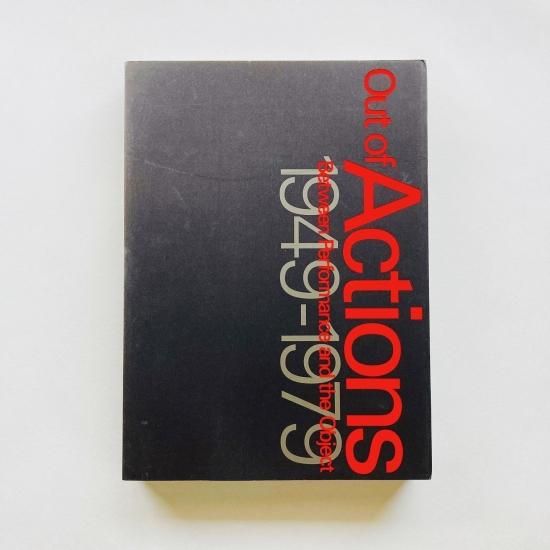 Out of
Actions
Between Performance and the Object
1949-1979